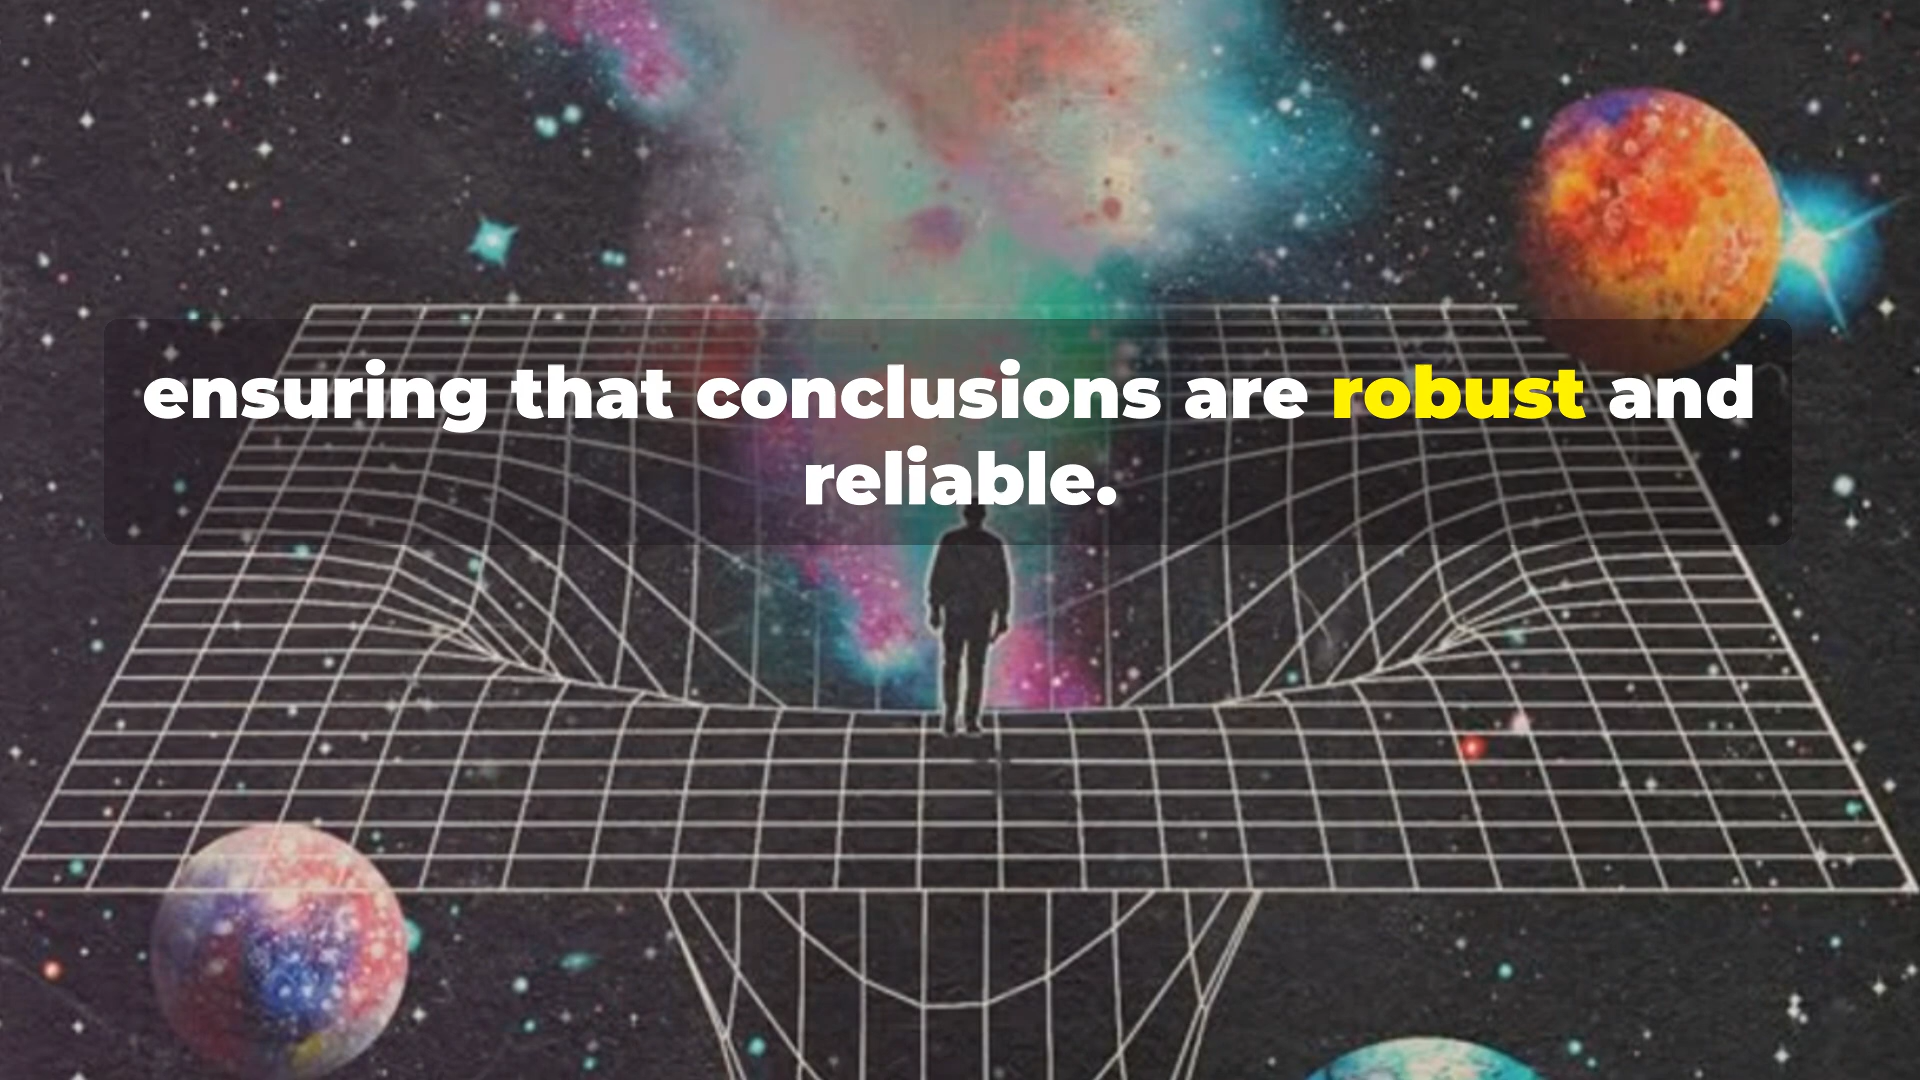 ensuring that conclusions are robust and
reliable.